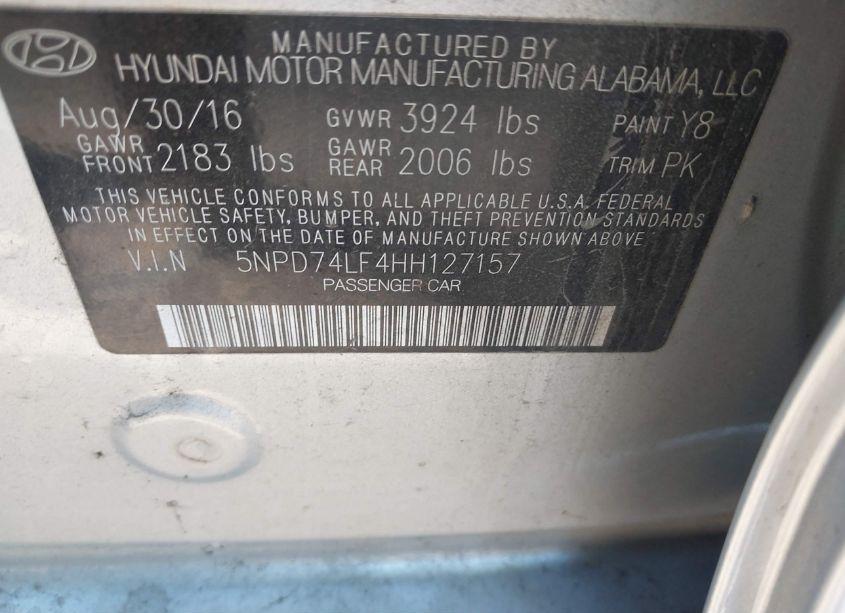 MANUFACTURED BY
HYUNDAI MOTOR MANUFACTURING ALABAMA, LLC
Aug/30/16 GVWR 3924 lbs PAINT Y8
GAWR FRONT 2183 lbs GAWR REAR 2006 lbs TRIM PK
THIS VEHICLE CONFORMS TO ALL APPLICABLE U.S.A. FEDERAL
MOTOR VEHICLE SAFETY, BUMPER, AND THEFT PREVENTION STANDARDS
IN EFFECT ON THE DATE OF MANUFACTURE SHOWN ABOVE
V.I.N 5NPD74LF4HH127157
PASSENGER CAR